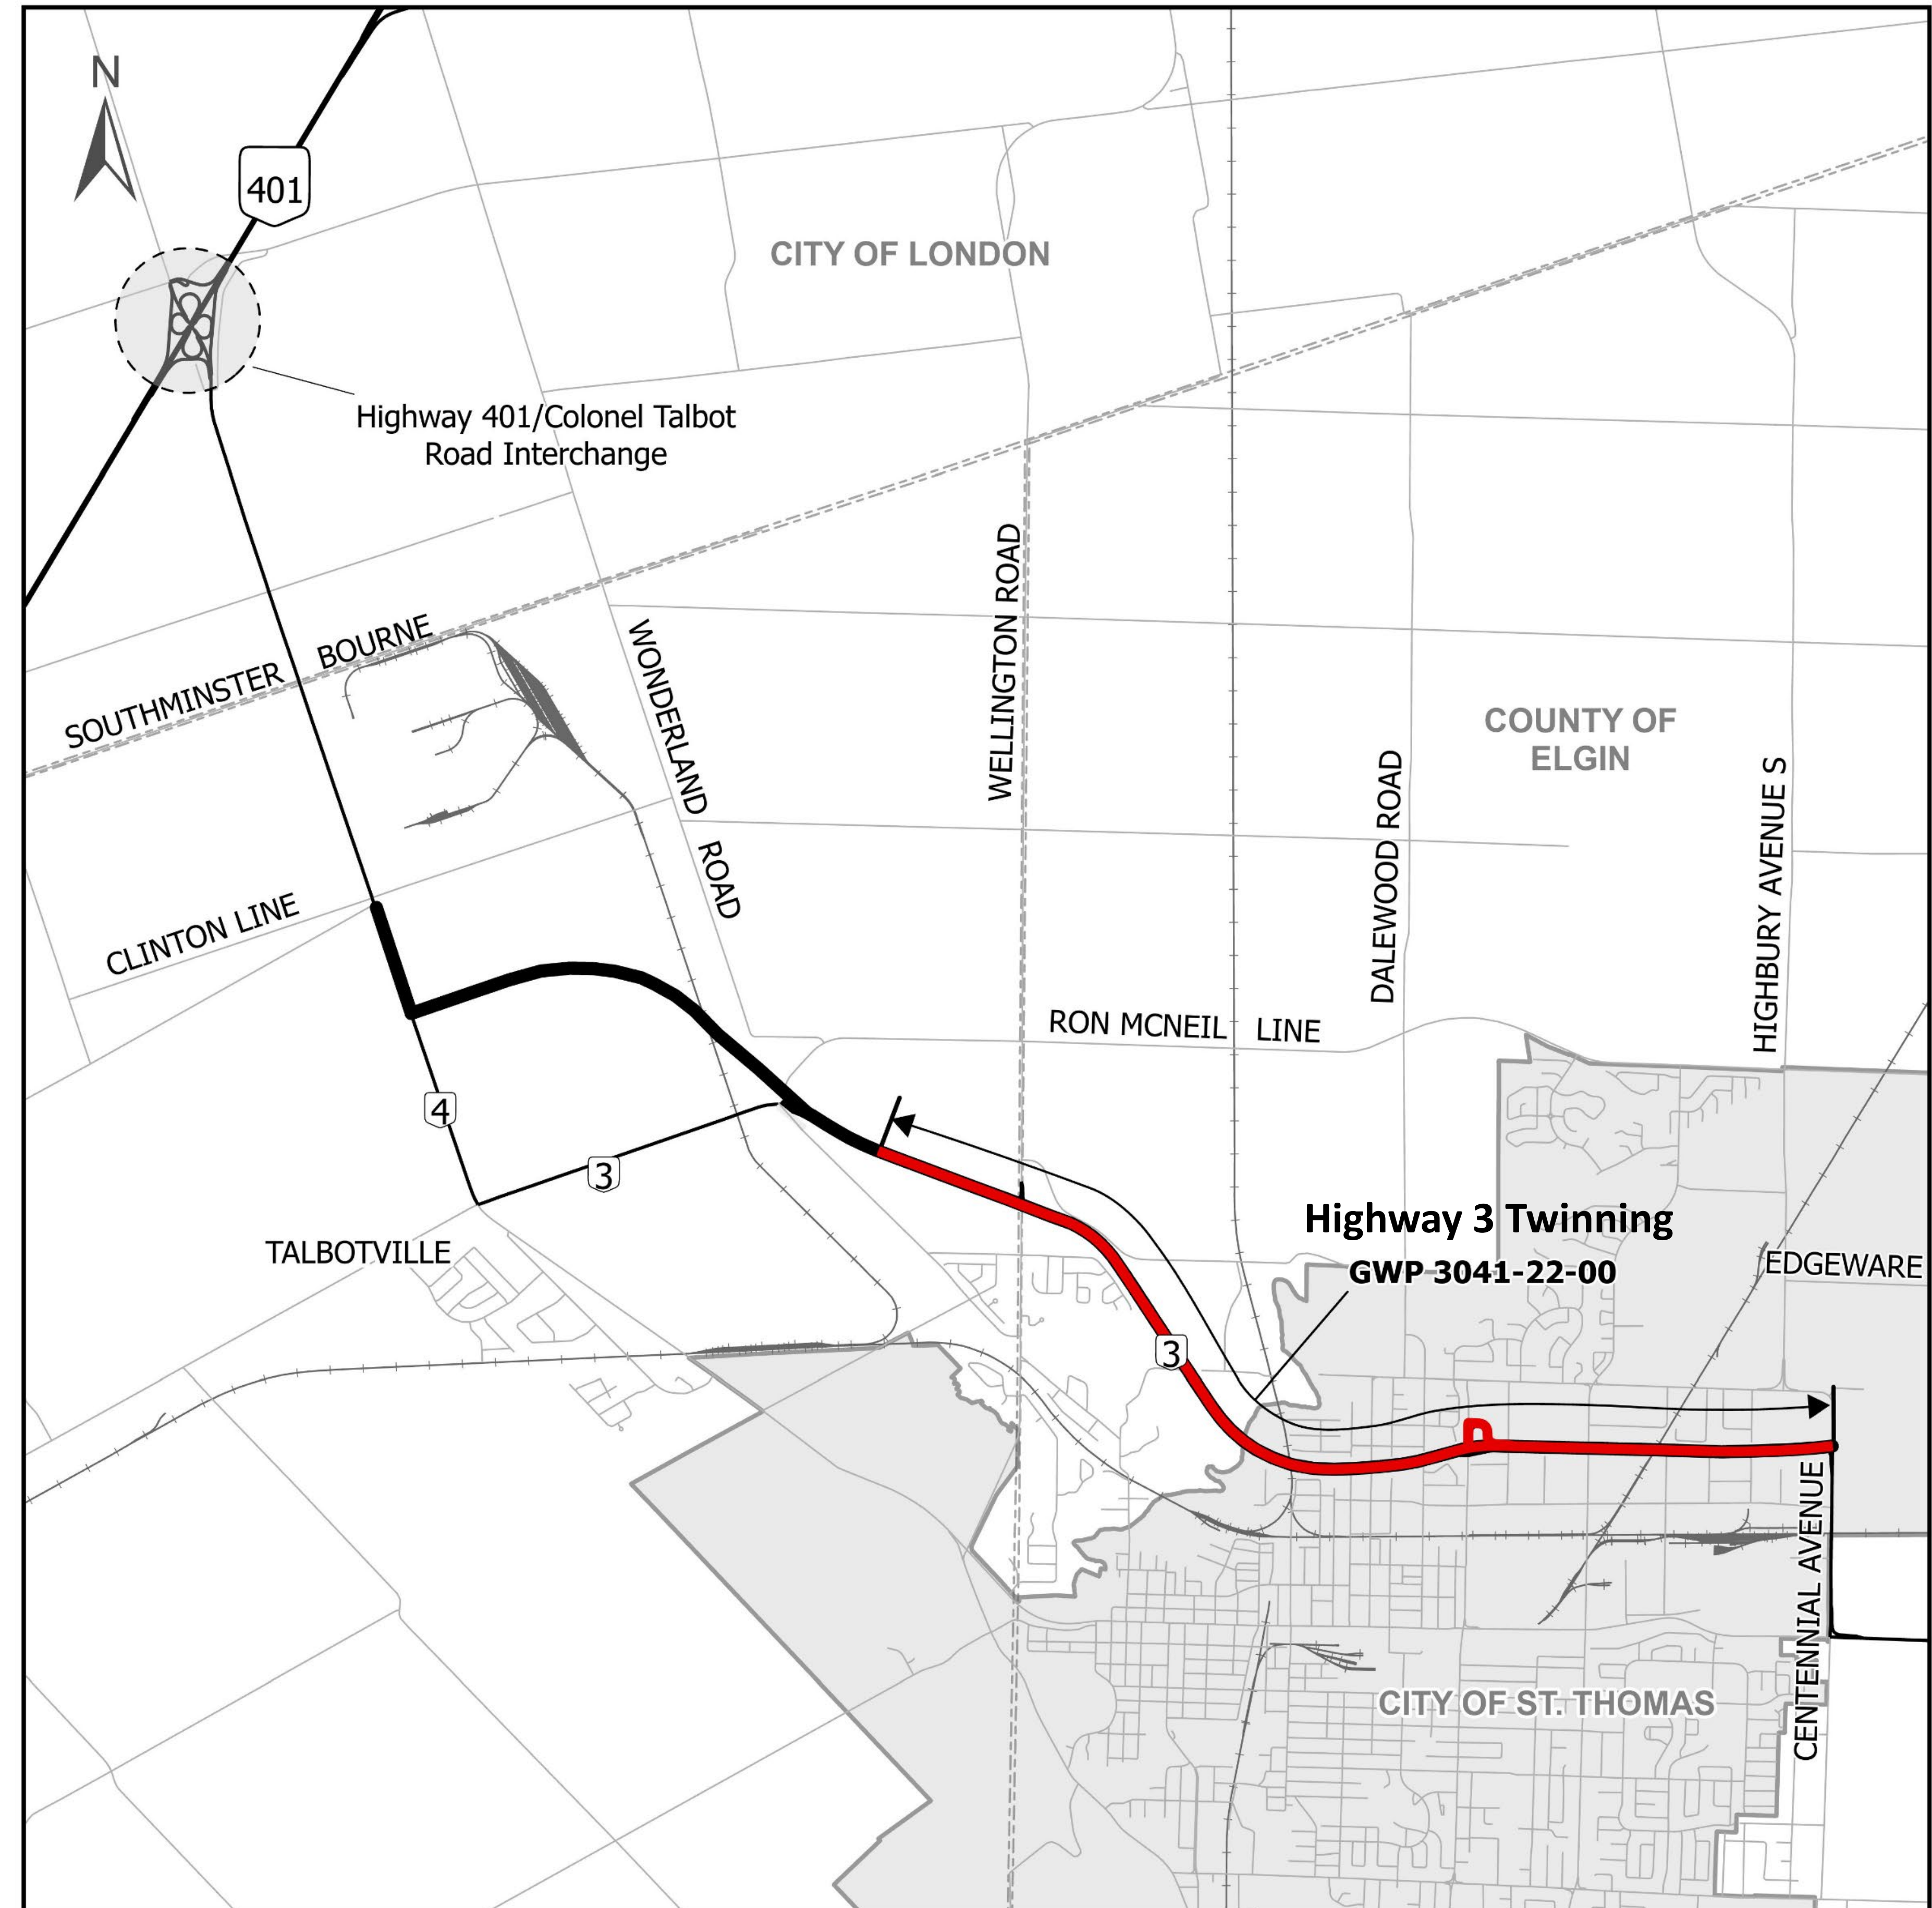 N
401
CITY OF LONDON
Highway 401/Colonel Talbot
Road Interchange
SOUTHMINSTER BOURNE
WONDERLAND ROAD
WELLINGTON ROAD
COUNTY OF
ELGIN
DALEWOOD ROAD
HIGHBURY AVENUE S
CLINTON LINE
RON MCNEIL LINE
4
3
TALBOTVILLE
Highway 3 Twinning
GWP 3041-22-00
EDGEWARE
3
CENTENNIAL AVENUE
CITY OF ST. THOMAS